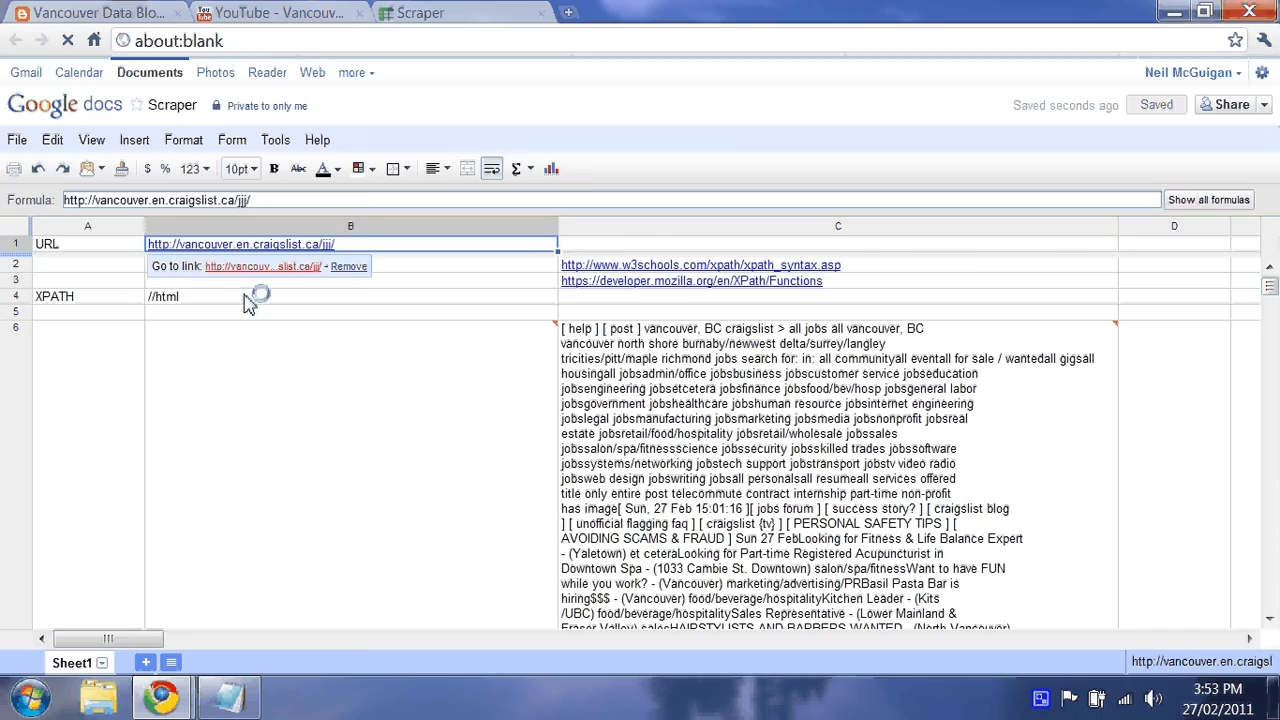 Vancouver Data Blo...
YouTube - Vancouv...
Scraper
about:blank
Gmail Calendar Documents Photos Reader Web more
Neil McGuigan
Google docs Scraper Private to only me
Saved seconds ago Saved Share
File Edit View Insert Format Form Tools Help
$ % 123 10pt B Abc A Σ
Formula: http://vancouver.en.craigslist.ca/jjj/ Show all formulas
A B C D
1 URL http://vancouver.en.craigslist.ca/jjj/
Go to link: http://vancouv...slist.ca/jjj/ - Remove
2 http://www.w3schools.com/xpath/xpath_syntax.asp
3 https://developer.mozilla.org/en/XPath/Functions
4 XPATH //html
5
6 [ help ] [ post ] vancouver, BC craigslist > all jobs all vancouver, BC
vancouver north shore burnaby/newwest delta/surrey/langley
tricities/pitt/maple richmond jobs search for: in: all communityall eventall for sale / wantedall gigsall
housingall jobsadmin/office jobsbusiness jobscustomer service jobseducation
jobsengineering jobsetcetera jobsfinance jobsfood/bev/hosp jobsgeneral labor
jobsgovernment jobshealthcare jobshuman resource jobsinternet engineering
jobslegal jobsmanufacturing jobsmarketing jobsmedia jobsnonprofit jobsreal
estate jobsretail/food/hospitality jobsretail/wholesale jobssales
jobssalon/spa/fitnessscience jobssecurity jobsskilled trades jobssoftware
jobssystems/networking jobstech support jobstransport jobstv video radio
jobsweb design jobswriting jobsall personalsall resumeall services offered
title only entire post telecommute contract internship part-time non-profit
has image[ Sun, 27 Feb 15:01:16 ][ jobs forum ] [ success story? ] [ craigslist blog
] [ unofficial flagging faq ] [ craigslist {tv} ] [ PERSONAL SAFETY TIPS ] [
AVOIDING SCAMS & FRAUD ] Sun 27 FebLooking for Fitness & Life Balance Expert
- (Yaletown) et ceteraLooking for Part-time Registered Acupuncturist in
Downtown Spa - (1033 Cambie St. Downtown) salon/spa/fitnessWant to have FUN
while you work? - (Vancouver) marketing/advertising/PRBasil Pasta Bar is
hiring$$$ - (Vancouver) food/beverage/hospitalityKitchen Leader - (Kits
/UBC) food/beverage/hospitalitySales Representative - (Lower Mainland &
Fraser Valley) salesHAIRSTYLISTS AND BARBERS WANTED - (North Vancouver)
Sheet1
http://vancouver.en.craigsl
3:53 PM
27/02/2011